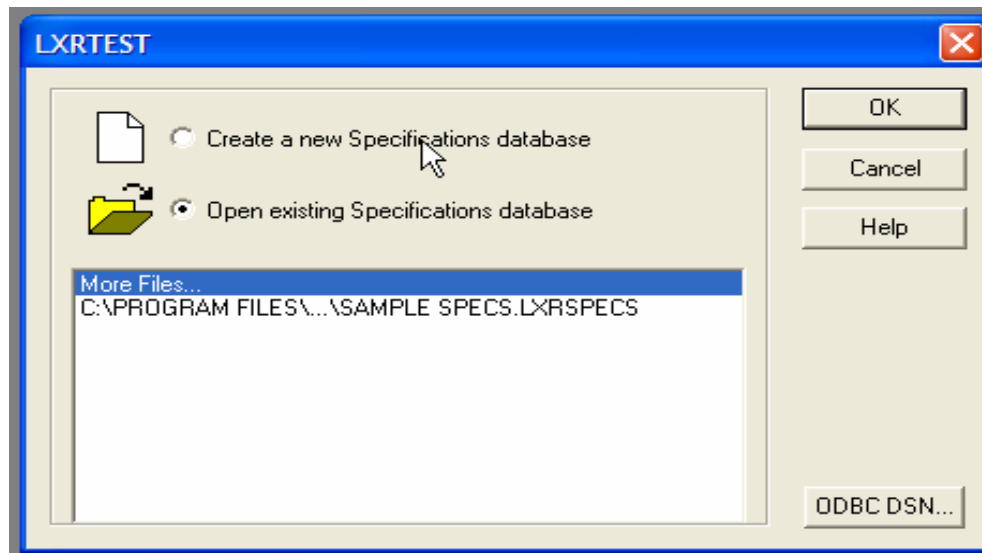 LXRTEST
Create a new Specifications database
Open existing Specifications database
More Files...
C:\PROGRAM FILES\...\SAMPLE SPECS.LXRSPECS
OK
Cancel
Help
ODBC DSN...